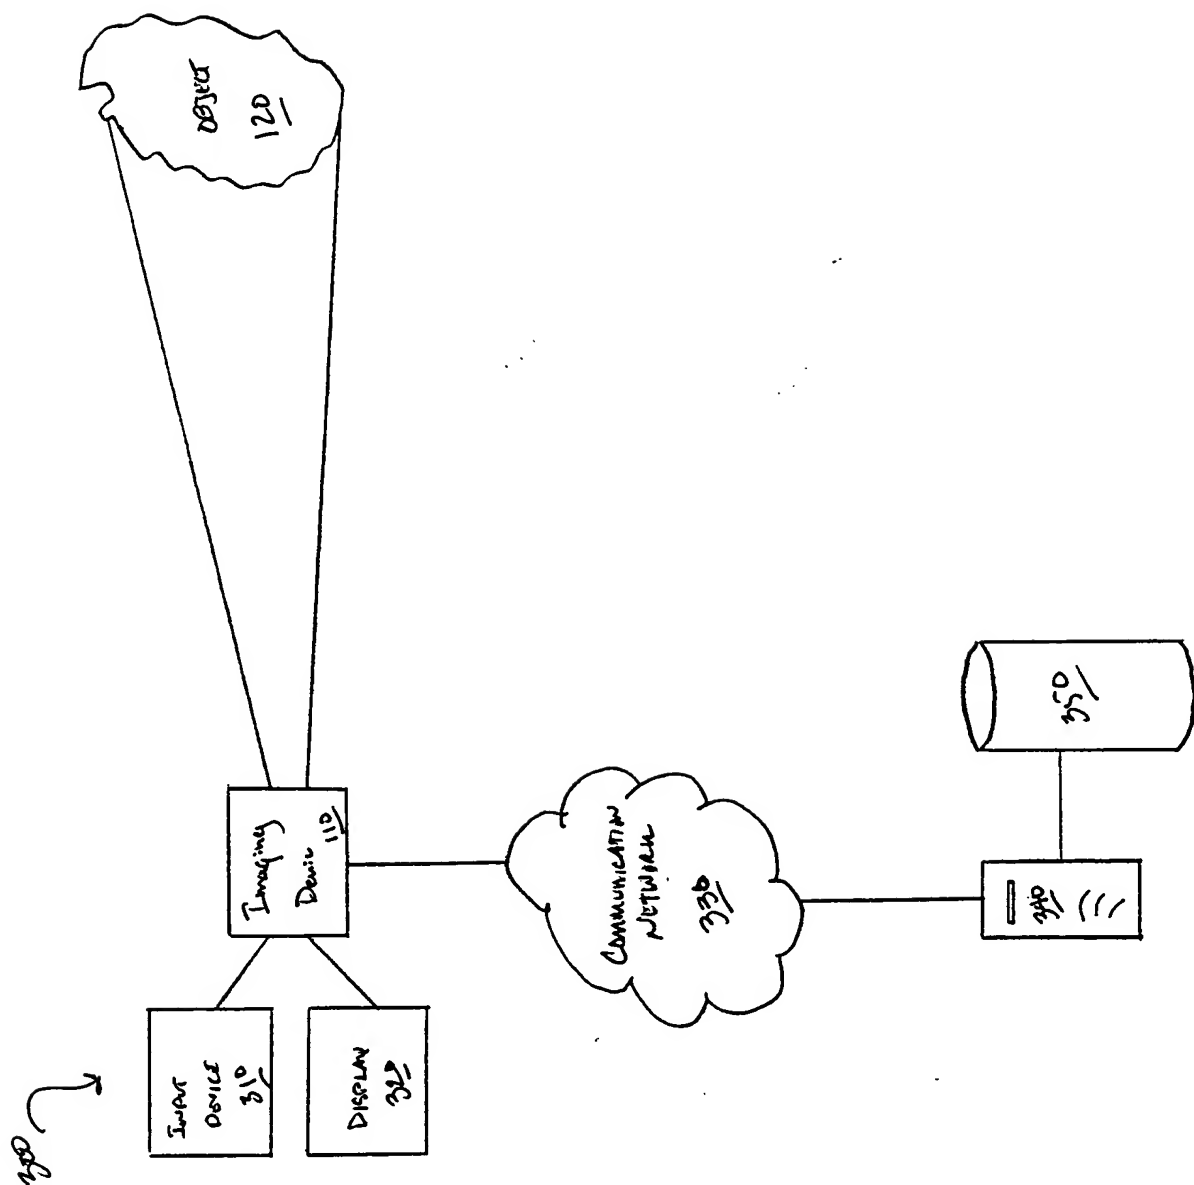 300
INPUT
DEVICE
310
DISPLAY
320
Imaging
Device
110
OBJECT
120
COMMUNICATION
NETWORK
330
340
350